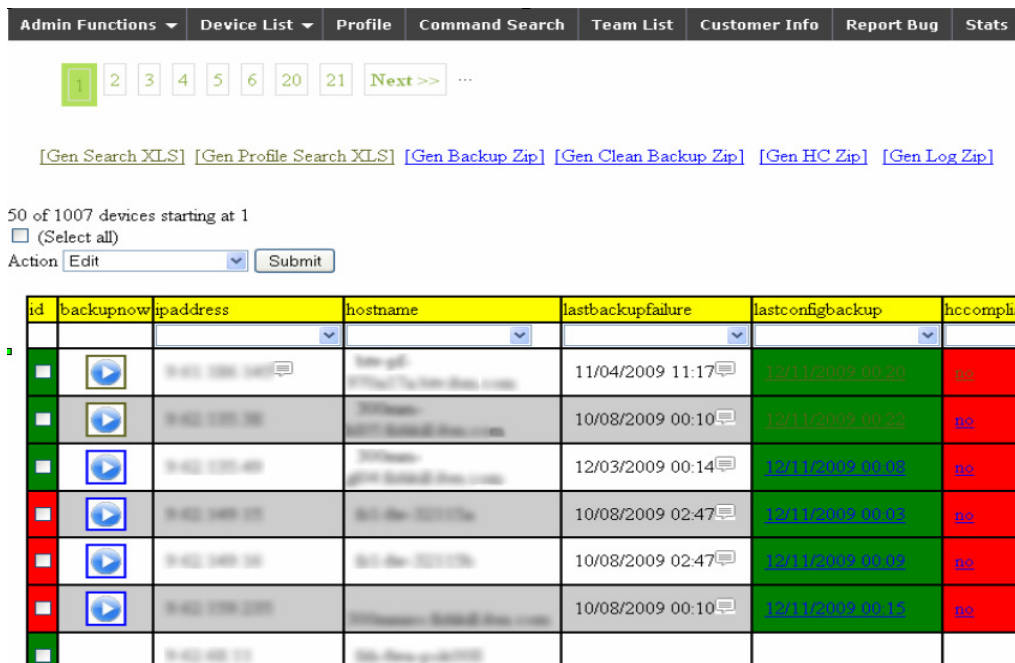 Admin Functions Device List Profile Command Search Team List Customer Info Report Bug Stats
1 2 3 4 5 6 20 21 Next >> ...
[Gen Search XLS] [Gen Profile Search XLS] [Gen Backup Zip] [Gen Clean Backup Zip] [Gen HC Zip] [Gen Log Zip]
50 of 1007 devices starting at 1
(Select all)
Action Edit Submit
id backupnow ipaddress hostname lastbackupfailure lastconfigbackup hccompli
11/04/2009 11:17 12/11/2009 00:20 no
10/08/2009 00:10 12/11/2009 00:22 no
12/03/2009 00:14 12/11/2009 00:08 no
10/08/2009 02:47 12/11/2009 00:03 no
10/08/2009 02:47 12/11/2009 00:09 no
10/08/2009 00:10 12/11/2009 00:15 no